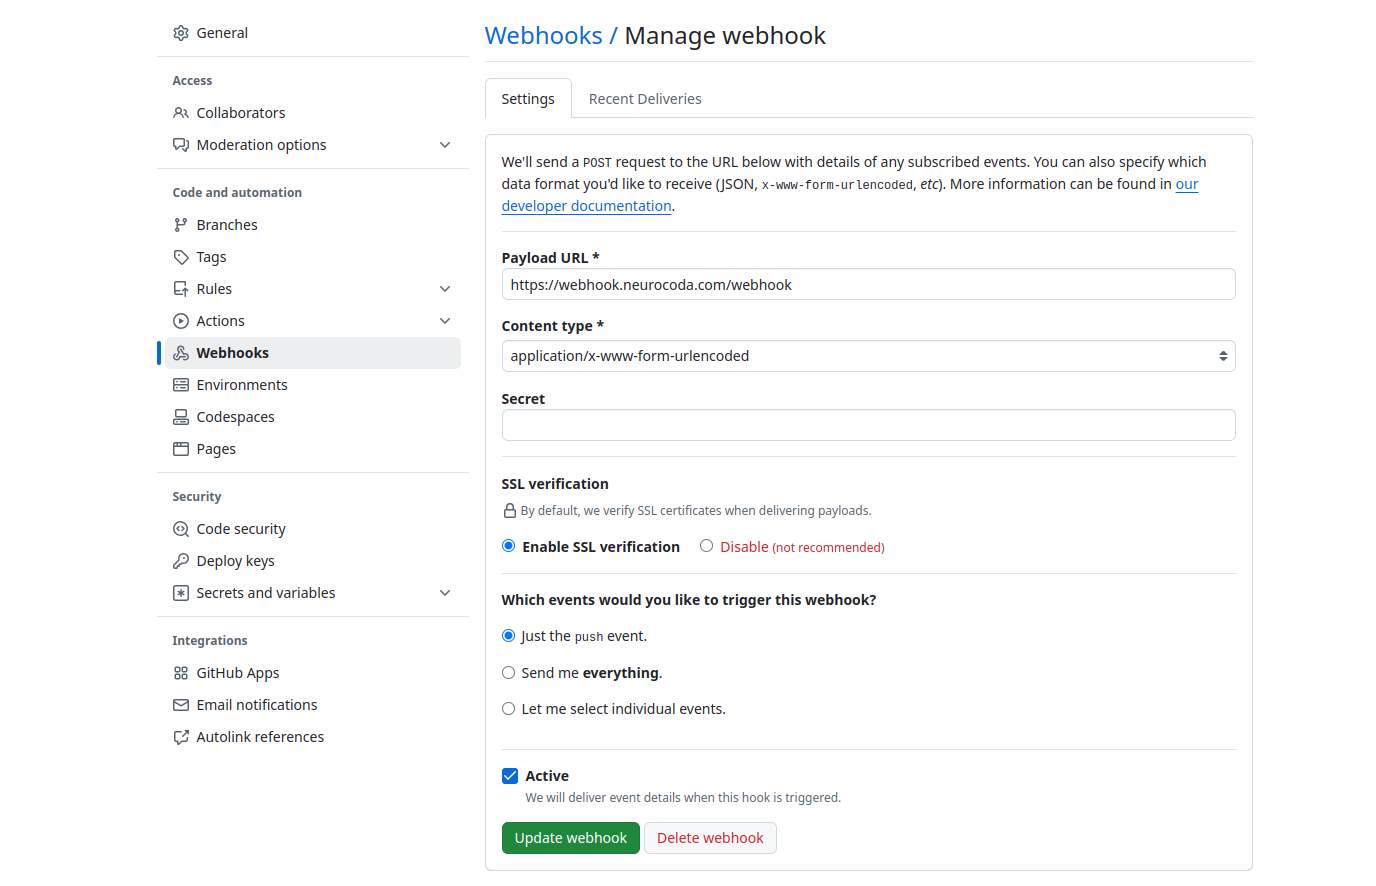 General
Access
Collaborators
Moderation options
Code and automation
Branches
Tags
Rules
Actions
Webhooks
Environments
Codespaces
Pages
Security
Code security
Deploy keys
Secrets and variables
Integrations
GitHub Apps
Email notifications
Autolink references
Webhooks / Manage webhook
Settings
Recent Deliveries
We'll send a POST request to the URL below with details of any subscribed events. You can also specify which
data format you'd like to receive (JSON, x-www-form-urlencoded, etc). More information can be found in our
developer documentation.
Payload URL *
https://webhook.neurocoda.com/webhook
Content type *
application/x-www-form-urlencoded
Secret
SSL verification
By default, we verify SSL certificates when delivering payloads.
Enable SSL verification Disable (not recommended)
Which events would you like to trigger this webhook?
Just the push event.
Send me everything.
Let me select individual events.
Active
We will deliver event details when this hook is triggered.
Update webhook Delete webhook